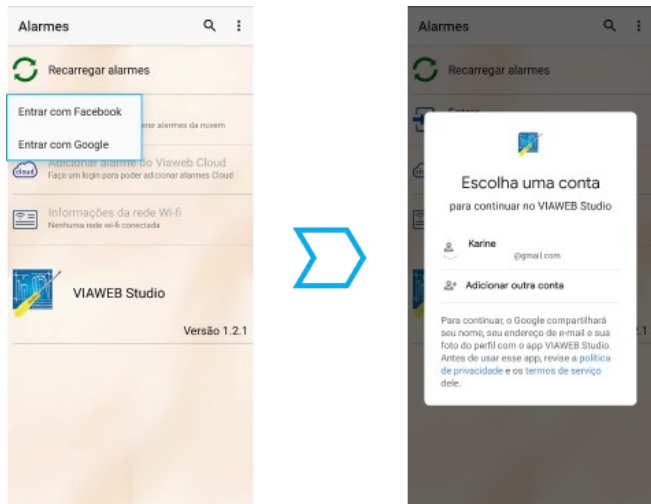 Alarmes
Recarregar alarmes
Entrar com Facebook
erar alarmes da nuvem
Entrar com Google
Adicionar alarme do Viaweb Cloud
cloud
Faça um login para poder adicionar alarmes Cloud
Informações da rede Wi-fi
Nenhuma rede wi-fi conectada
VIAWEB Studio
Versão 1.2.1
Alarmes
Recarregar alarmes
Entrar
Escolha uma conta
para continuar no VIAWEB Studio
Karine
@gmail.com
Adicionar outra conta
Para continuar, o Google compartilhará
seu nome, seu endereço de e-mail e sua
foto do perfil com o app VIAWEB Studio.
Antes de usar esse app, revise a política
de privacidade e os termos de serviço
dele.
2.1